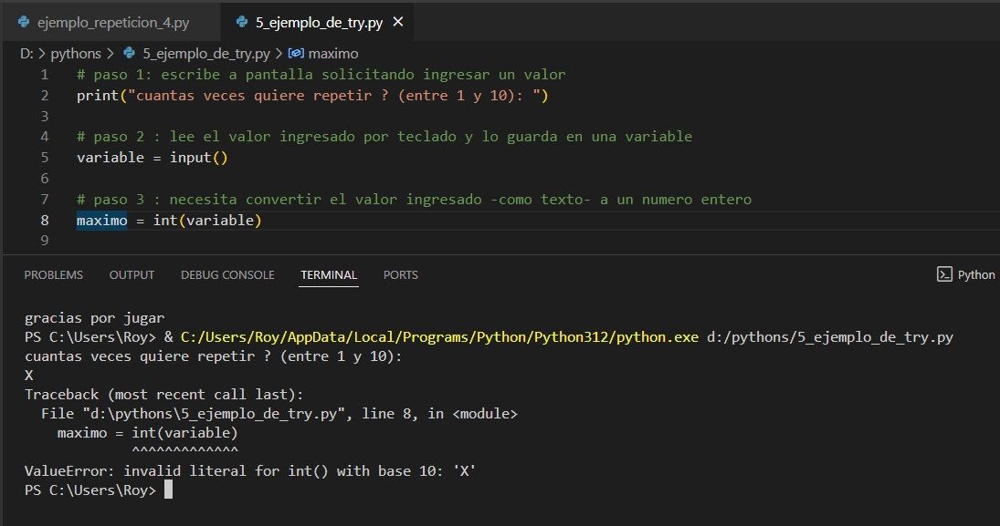 ejemplo_repeticion_4.py 5_ejemplo_de_try.py ×
D: > pythons > 5_ejemplo_de_try.py > maximo
1 # paso 1: escribe a pantalla solicitando ingresar un valor
2 print("cuantas veces quiere repetir ? (entre 1 y 10): ")
3
4 # paso 2 : lee el valor ingresado por teclado y lo guarda en una variable
5 variable = input()
6
7 # paso 3 : necesita convertir el valor ingresado -como texto- a un numero entero
8 maximo = int(variable)
9
PROBLEMS OUTPUT DEBUG CONSOLE TERMINAL PORTS Python
gracias por jugar
PS C:\Users\Roy> & C:/Users/Roy/AppData/Local/Programs/Python/Python312/python.exe d:/pythons/5_ejemplo_de_try.py
cuantas veces quiere repetir ? (entre 1 y 10):
X
Traceback (most recent call last):
  File "d:\pythons\5_ejemplo_de_try.py", line 8, in <module>
    maximo = int(variable)
             ^^^^^^^^^^^^^
ValueError: invalid literal for int() with base 10: 'X'
PS C:\Users\Roy>